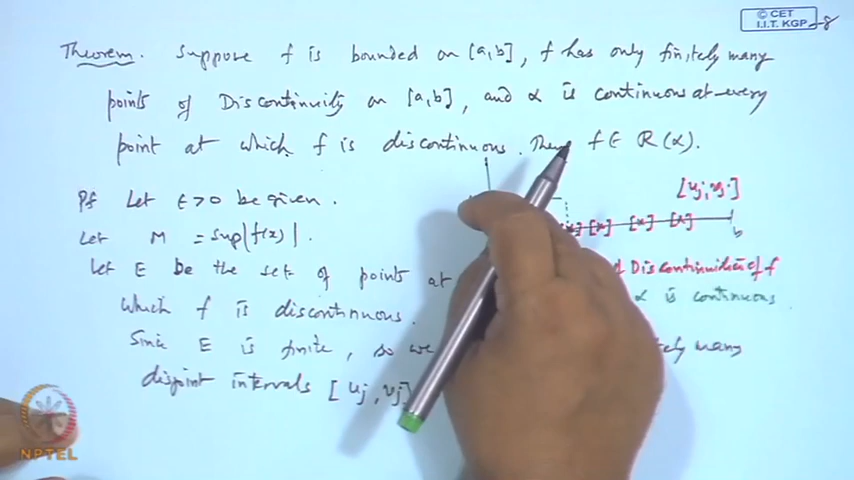 © CET
I.I.T. KGP
Theorem. Suppose f is bounded on [a,b], f has only finitely many
points of Discontinuity on [a,b], and α is continuous at every
point at which f is discontinuous. Then f ∈ R(α).
Pf Let ε>0 be given.
[uj,vj]
Let M = sup|f(x)|.
b
Let E be the set of points at
Discontinuities of f
which f is discontinuous.
α is continuous
Since E is finite, so we
many
disjoint intervals [uj,vj]
NPTEL